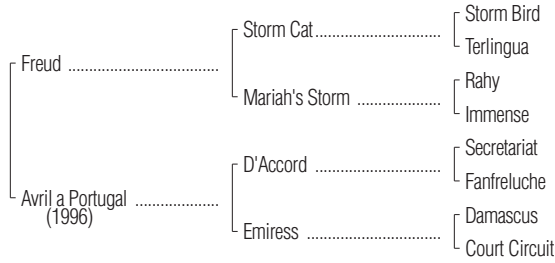 Storm Bird
Storm Cat
Terlingua
Freud
Rahy
Mariah's Storm
Immense
Secretariat
D'Accord
Fanfreluche
Avril a Portugal
(1996)
Damascus
Emiress
Court Circuit